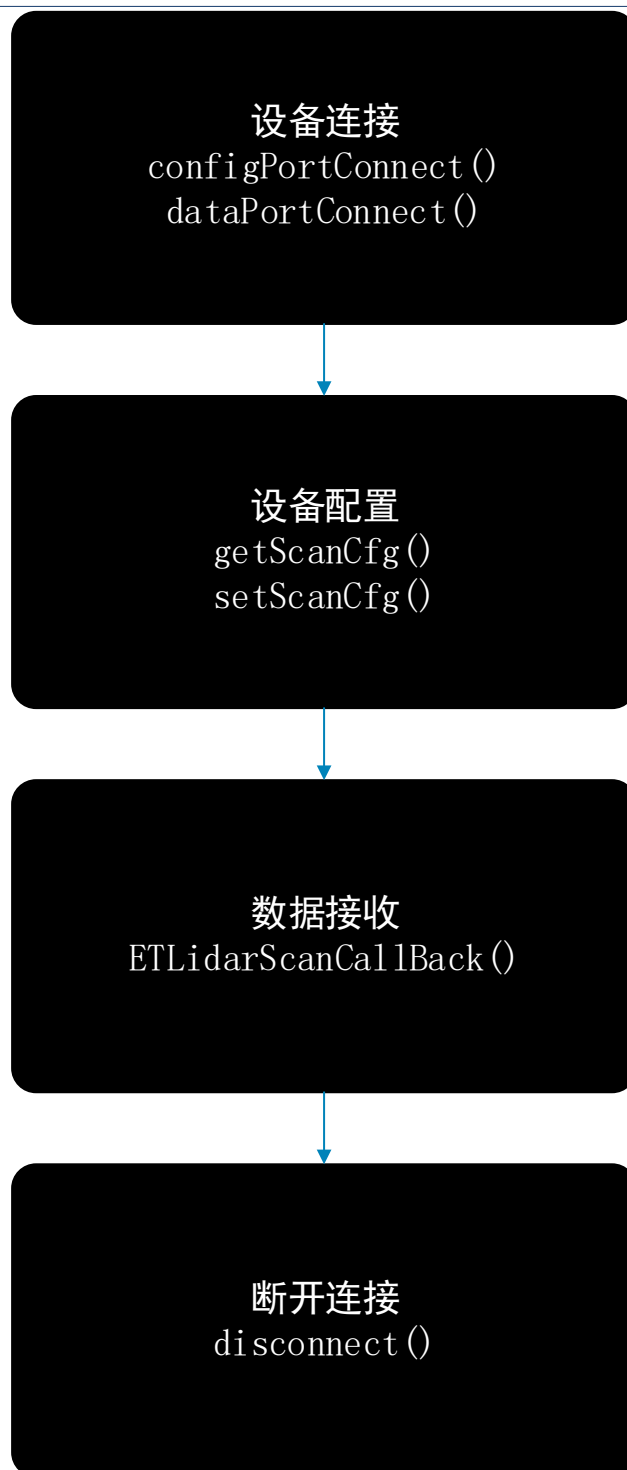 设备连接
configPortConnect()
dataPortConnect()
设备配置
getScanCfg()
setScanCfg()
数据接收
ETLidarScanCallBack()
断开连接
disconnect()